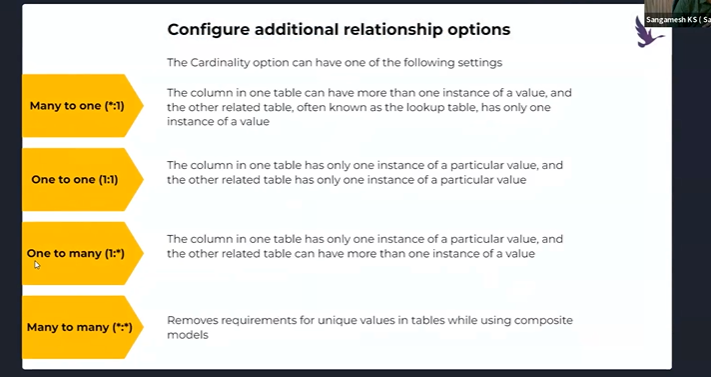 Sangamesh KS ( Sa
Configure additional relationship options
The Cardinality option can have one of the following settings
Many to one (*:1)
The column in one table can have more than one instance of a value, and
the other related table, often known as the lookup table, has only one
instance of a value
One to one (1:1)
The column in one table has only one instance of a particular value, and
the other related table has only one instance of a particular value
One to many (1:*)
The column in one table has only one instance of a particular value, and
the other related table can have more than one instance of a value
Many to many (*:*)
Removes requirements for unique values in tables while using composite
models